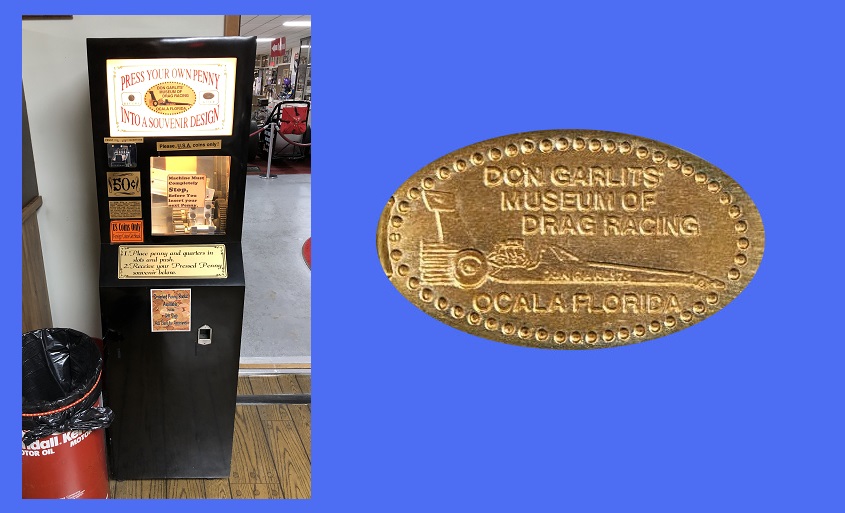 PRESS YOUR OWN PENNY
DON GARLITS
MUSEUM OF
DRAG RACING
OCALA FLORIDA
INTO A SOUVENIR DESIGN
Please, U.S.A. coins only!
50¢
Machine Must
Completely
Stop,
Before You
Insert your
next Penny.
US Coins Only
1. Place penny and quarters in
slots and push.
2. Receive your Pressed Penny
souvenir below.
MOTOR OIL
DON GARLITS'
MUSEUM OF
DRAG RACING
OCALA FLORIDA